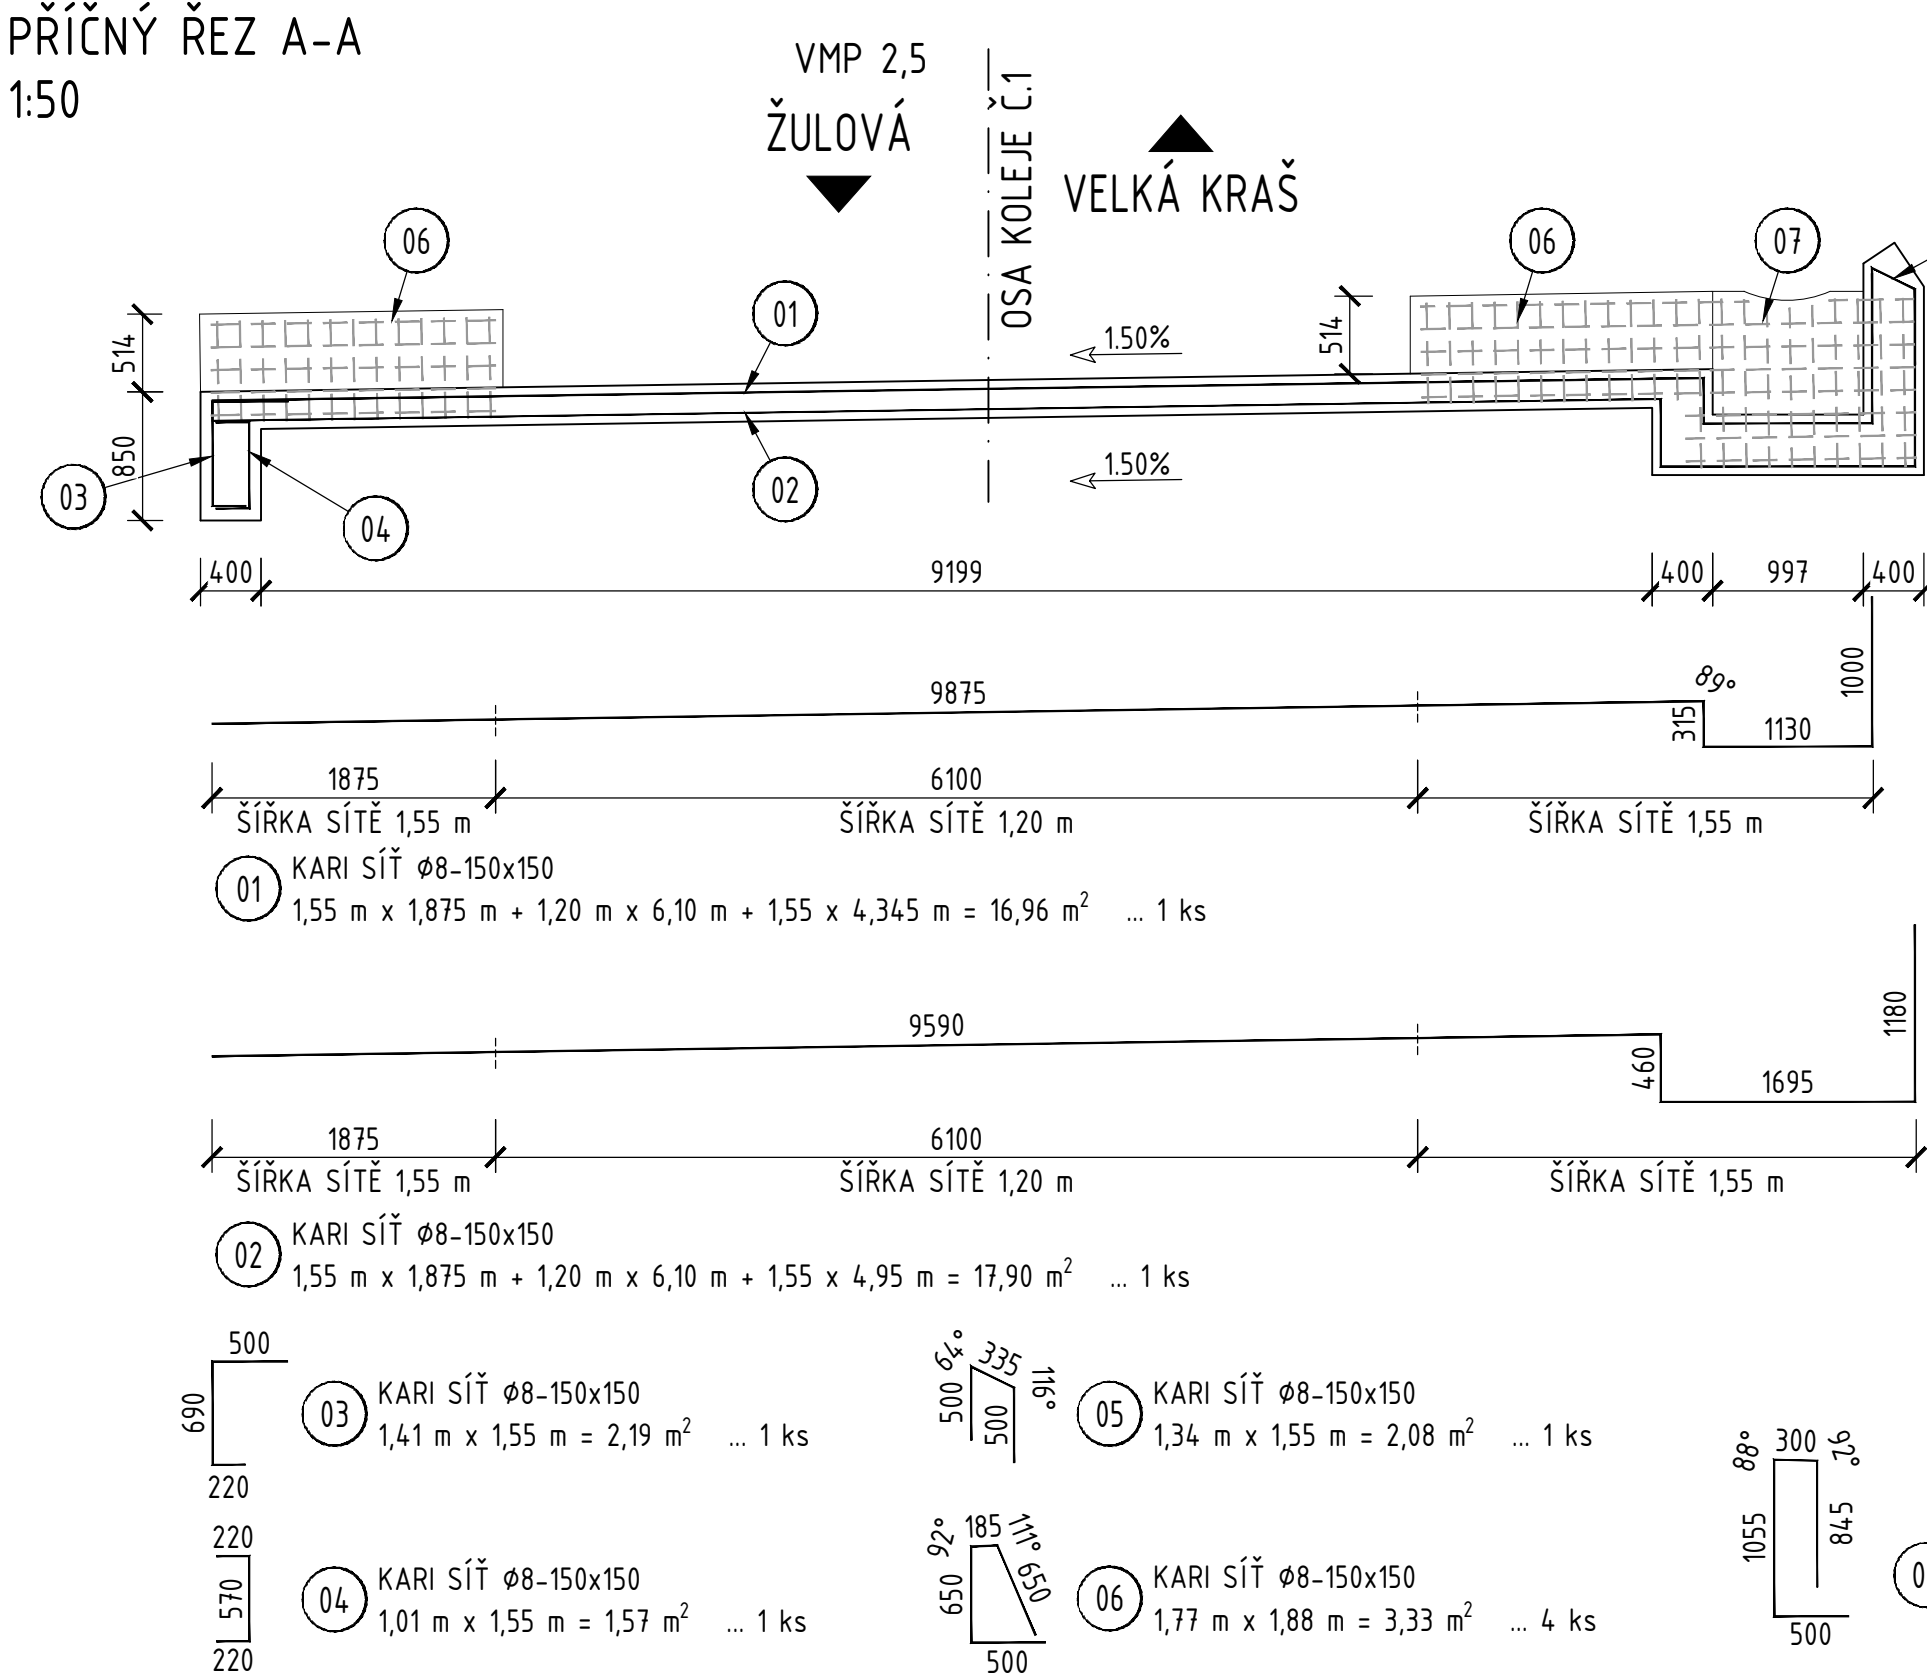 PŘÍČNÝ ŘEZ A-A
1:50
VMP 2,5
ŽULOVÁ
OSA KOLEJE Č.1
VELKÁ KRAŠ
06
06
07
01
514
514
1.50%
850
03
04
02
1.50%
400
9199
400
997
400
9875
89°
315
1130
1000
1875
6100
ŠÍŘKA SÍTĚ 1,55 m
ŠÍŘKA SÍTĚ 1,20 m
ŠÍŘKA SÍTĚ 1,55 m
01
KARI SÍŤ ϕ8-150x150
1,55 m x 1,875 m + 1,20 m x 6,10 m + 1,55 x 4,345 m = 16,96 m² ... 1 ks
9590
460
1695
1180
1875
6100
ŠÍŘKA SÍTĚ 1,55 m
ŠÍŘKA SÍTĚ 1,20 m
ŠÍŘKA SÍTĚ 1,55 m
02
KARI SÍŤ ϕ8-150x150
1,55 m x 1,875 m + 1,20 m x 6,10 m + 1,55 x 4,95 m = 17,90 m² ... 1 ks
500
690
220
03
KARI SÍŤ ϕ8-150x150
1,41 m x 1,55 m = 2,19 m² ... 1 ks
64°
335
116°
500
500
05
KARI SÍŤ ϕ8-150x150
1,34 m x 1,55 m = 2,08 m² ... 1 ks
220
570
220
04
KARI SÍŤ ϕ8-150x150
1,01 m x 1,55 m = 1,57 m² ... 1 ks
92°
185
111°
650
650
500
06
KARI SÍŤ ϕ8-150x150
1,77 m x 1,88 m = 3,33 m² ... 4 ks
88°
300
92°
1055
845
500